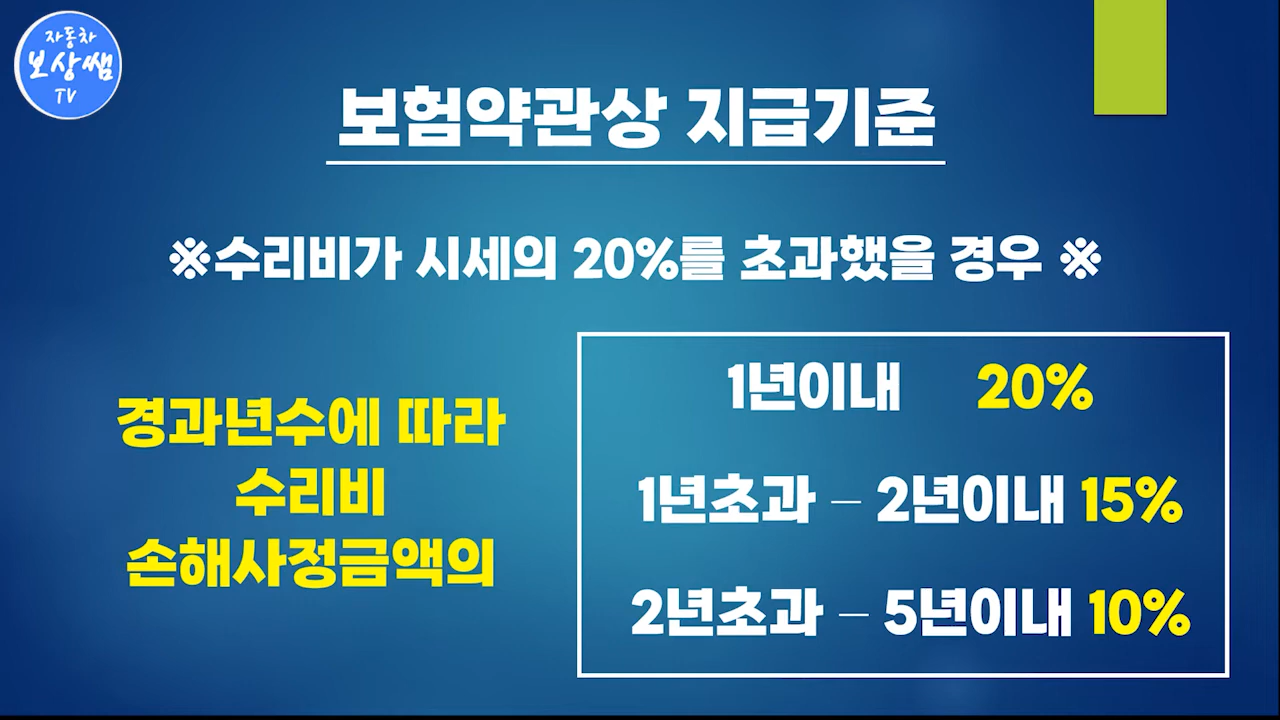 자동차
보상쌤
TV
보험약관상 지급기준
※수리비가 시세의 20%를 초과했을 경우 ※
경과년수에 따라
수리비
손해사정금액의
1년이내 20%
1년초과 – 2년이내 15%
2년초과 – 5년이내 10%